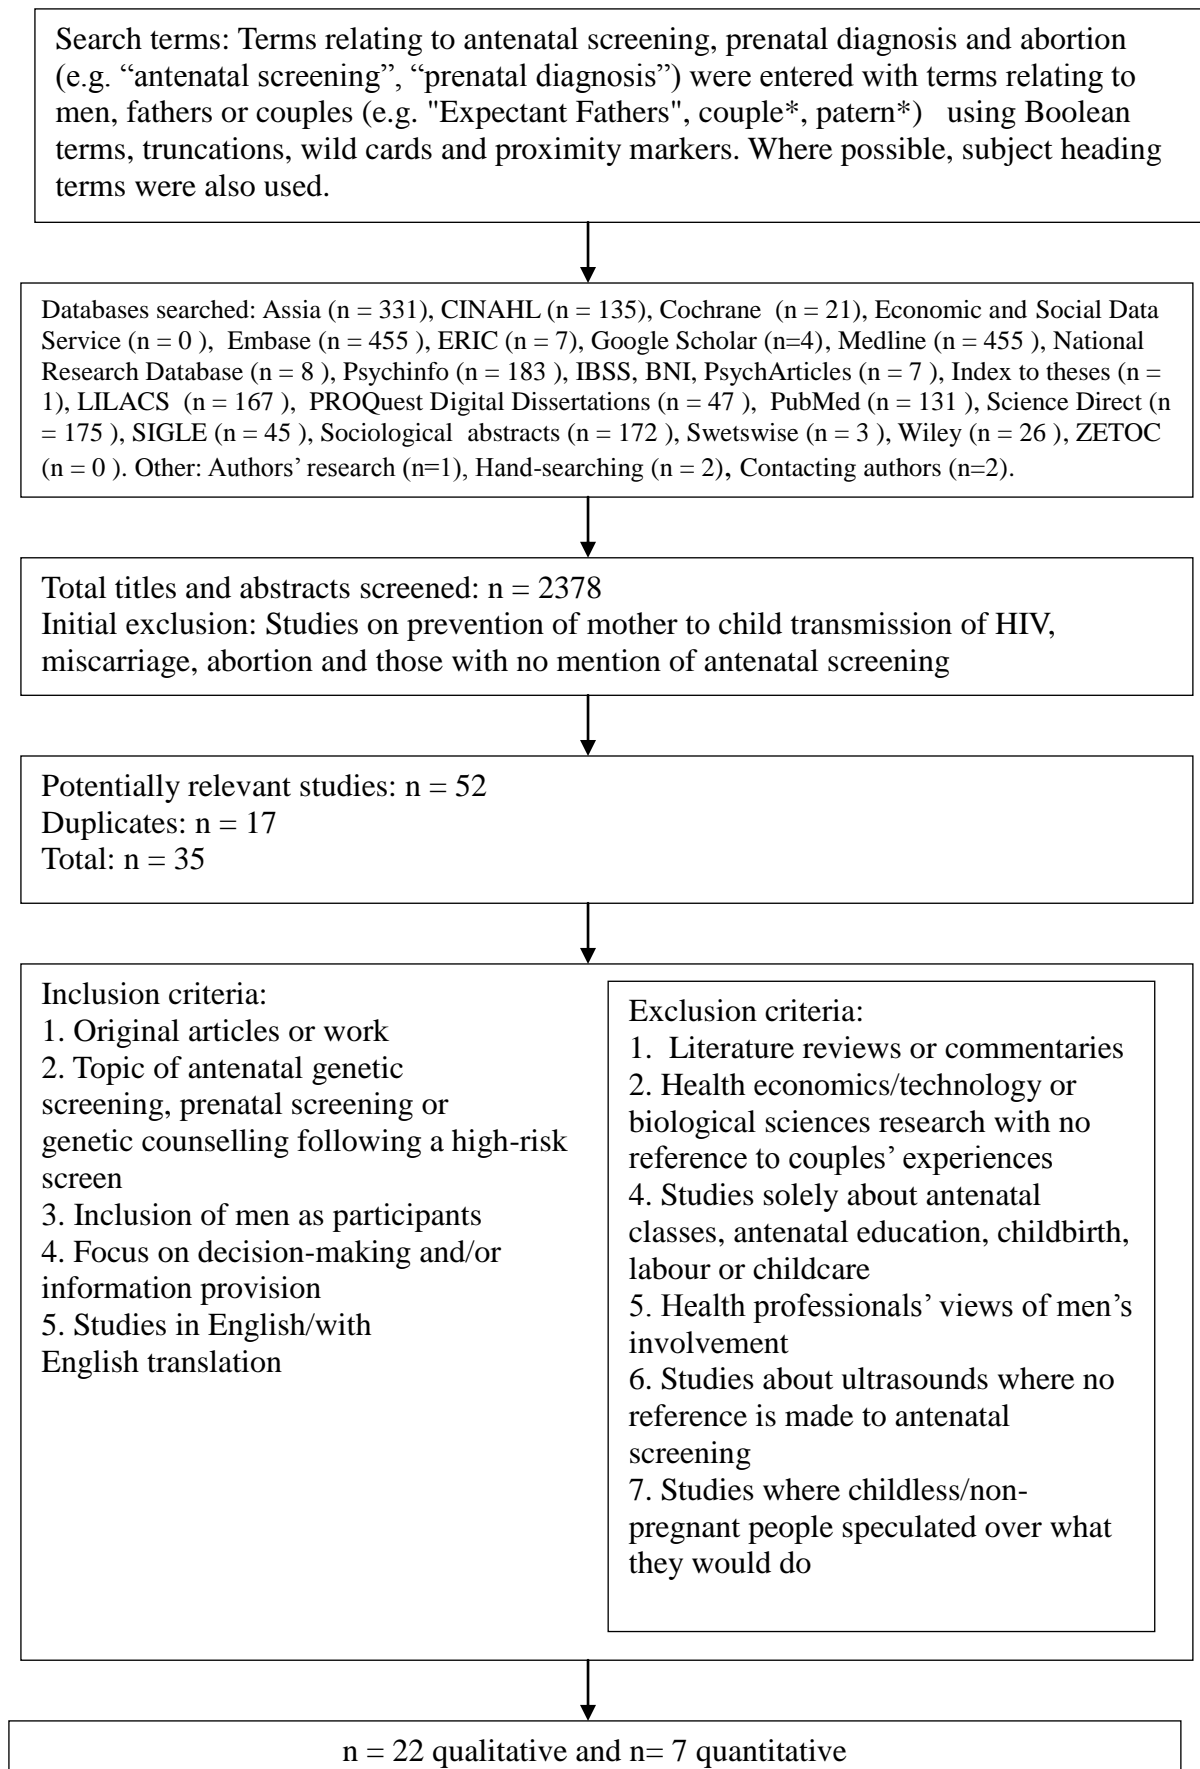 Search terms: Terms relating to antenatal screening, prenatal diagnosis and abortion
(e.g. “antenatal screening”, “prenatal diagnosis”) were entered with terms relating to
men, fathers or couples (e.g. "Expectant Fathers", couple*, patern*) using Boolean
terms, truncations, wild cards and proximity markers. Where possible, subject heading
terms were also used.
Databases searched: Assia (n = 331), CINAHL (n = 135), Cochrane (n = 21), Economic and Social Data
Service (n = 0 ), Embase (n = 455 ), ERIC (n = 7), Google Scholar (n=4), Medline (n = 455 ), National
Research Database (n = 8 ), Psychinfo (n = 183 ), IBSS, BNI, PsychArticles (n = 7 ), Index to theses (n =
1), LILACS (n = 167 ), PROQuest Digital Dissertations (n = 47 ), PubMed (n = 131 ), Science Direct (n
= 175 ), SIGLE (n = 45 ), Sociological abstracts (n = 172 ), Swetswise (n = 3 ), Wiley (n = 26 ), ZETOC
(n = 0 ). Other: Authors’ research (n=1), Hand-searching (n = 2), Contacting authors (n=2).
Total titles and abstracts screened: n = 2378
Initial exclusion: Studies on prevention of mother to child transmission of HIV,
miscarriage, abortion and those with no mention of antenatal screening
Potentially relevant studies: n = 52
Duplicates: n = 17
Total: n = 35
Inclusion criteria:
1. Original articles or work
2. Topic of antenatal genetic
screening, prenatal screening or
genetic counselling following a high-risk
screen
3. Inclusion of men as participants
4. Focus on decision-making and/or
information provision
5. Studies in English/with
English translation
Exclusion criteria:
1. Literature reviews or commentaries
2. Health economics/technology or
biological sciences research with no
reference to couples’ experiences
4. Studies solely about antenatal
classes, antenatal education, childbirth,
labour or childcare
5. Health professionals’ views of men’s
involvement
6. Studies about ultrasounds where no
reference is made to antenatal
screening
7. Studies where childless/non-
pregnant people speculated over what
they would do
n = 22 qualitative and n= 7 quantitative